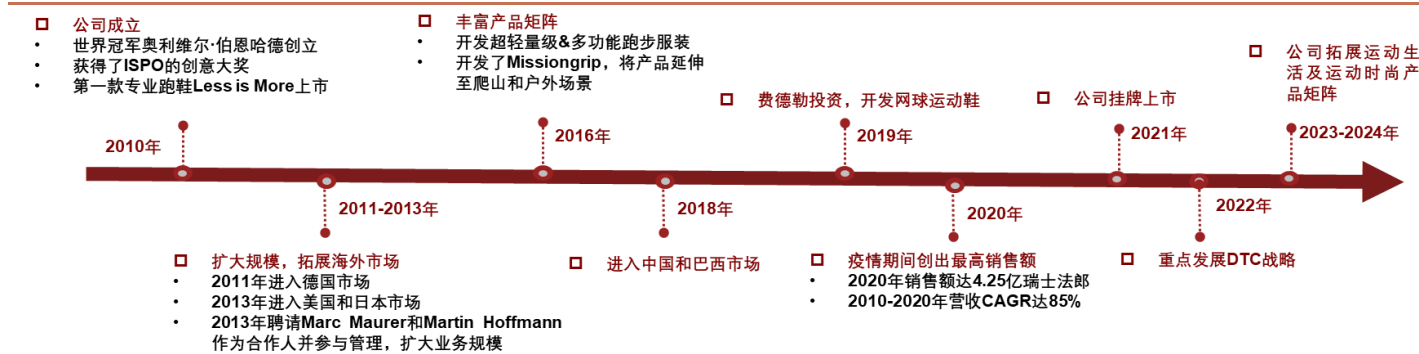 公司成立
世界冠军奥利维尔·伯恩哈德创立
获得了ISPO的创意大奖
第一款专业跑鞋Less is More上市
2010年
2011-2013年
扩大规模，拓展海外市场
2011年进入德国市场
2013年进入美国和日本市场
2013年聘请Marc Maurer和Martin Hoffmann
作为合作人并参与管理，扩大业务规模
丰富产品矩阵
开发超轻量级&多功能跑步服装
开发了Missiongrip，将产品延伸
至爬山和户外场景
2016年
2018年
进入中国和巴西市场
费德勒投资，开发网球运动鞋
2019年
2020年
疫情期间创出最高销售额
2020年销售额达4.25亿瑞士法郎
2010-2020年营收CAGR达85%
公司挂牌上市
2021年
2022年
重点发展DTC战略
公司拓展运动生
活及运动时尚产
品矩阵
2023-2024年